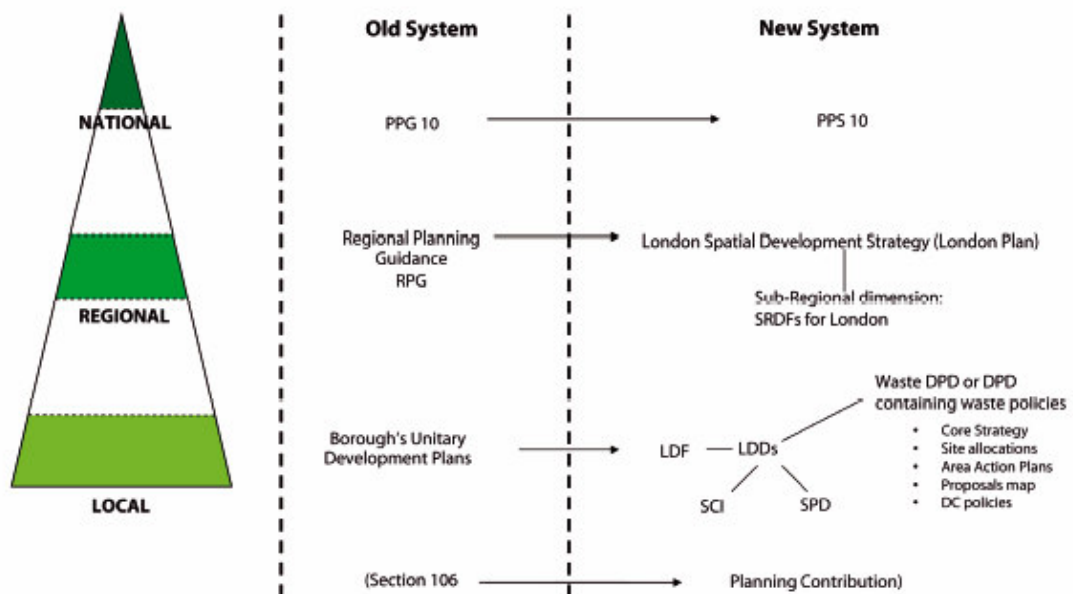 Old System
New System
NATIONAL
PPG 10
PPS 10
Regional Planning
Guidance
RPG
London Spatial Development Strategy (London Plan)
REGIONAL
Sub-Regional dimension:
SRDFs for London
Borough's Unitary
Development Plans
LDF
LDDs
Waste DPD or DPD
containing waste policies
• Core Strategy
• Site allocations
• Area Action Plans
• Proposals map
• DC policies
SCI
SPD
LOCAL
(Section 106
Planning Contribution)